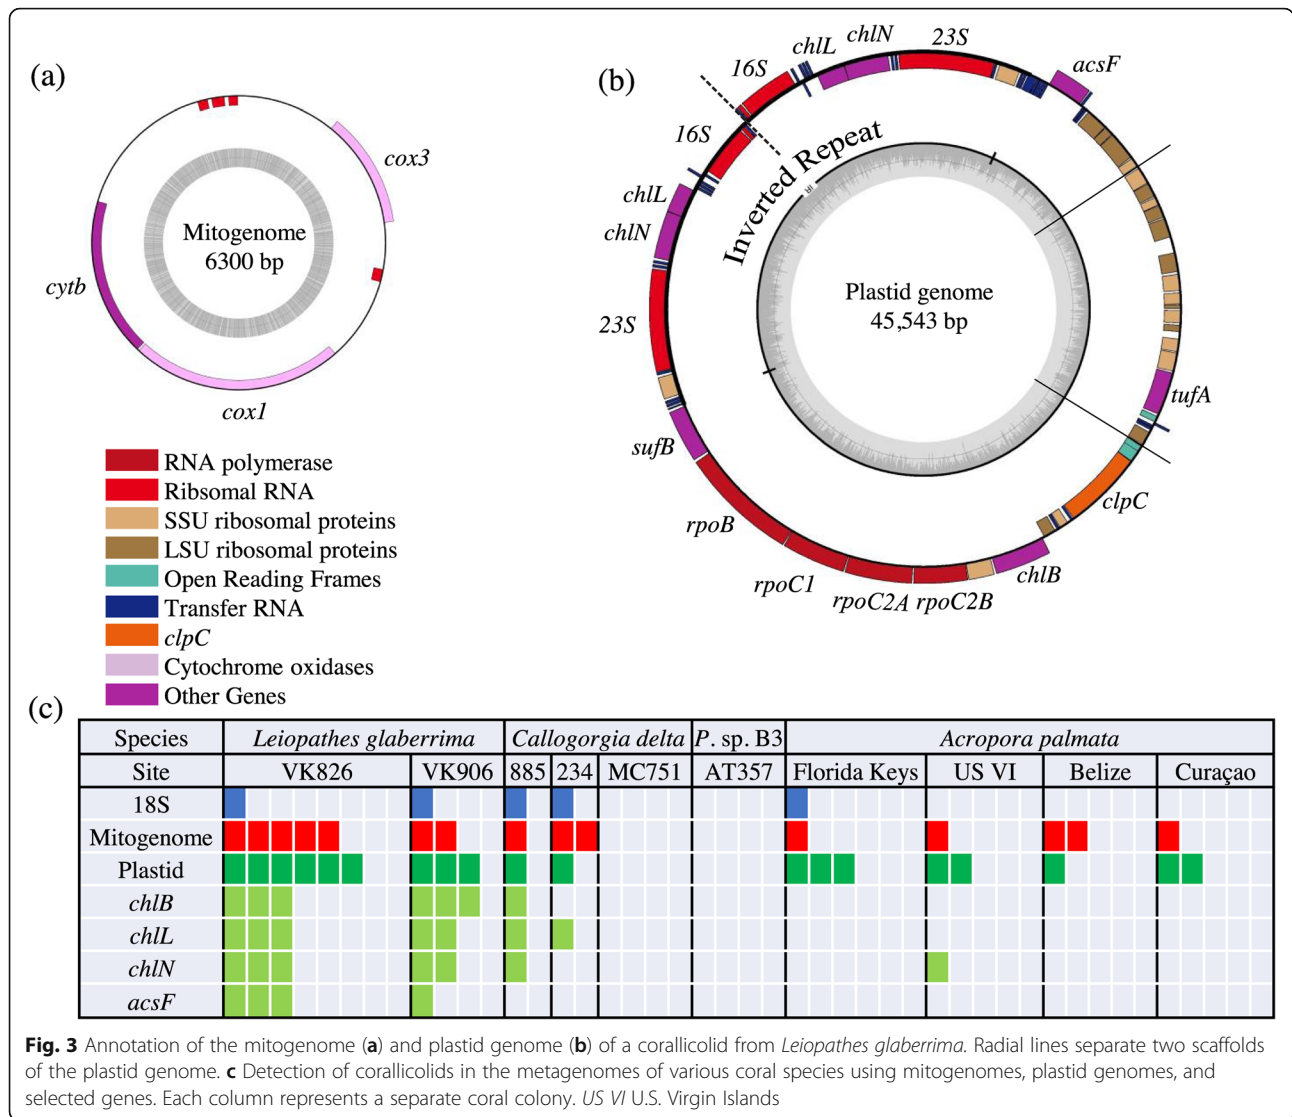 (a)
cox3
Mitogenome
6300 bp
cytb
cox1
(b)
16S
chlL
chlN
23S
acsF
16S
chlL
chlN
23S
Inverted Repeat
IR
Plastid genome
45,543 bp
tufA
sufB
clpC
rpoB
chlB
rpoC1
rpoC2A
rpoC2B
RNA polymerase
Ribsomal RNA
SSU ribosomal proteins
LSU ribosomal proteins
Open Reading Frames
Transfer RNA
clpC
Cytochrome oxidases
Other Genes
(c)
Species Leiopathes glaberrima Callogorgia delta P. sp. B3 Acropora palmata
Site VK826 VK906 885 234 MC751 AT357 Florida Keys US VI Belize Curaçao
18S
Mitogenome
Plastid
chlB
chlL
chlN
acsF
Fig. 3 Annotation of the mitogenome (a) and plastid genome (b) of a corallicolid from Leiopathes glaberrima. Radial lines separate two scaffolds
of the plastid genome. c Detection of corallicolids in the metagenomes of various coral species using mitogenomes, plastid genomes, and
selected genes. Each column represents a separate coral colony. US VI U.S. Virgin Islands